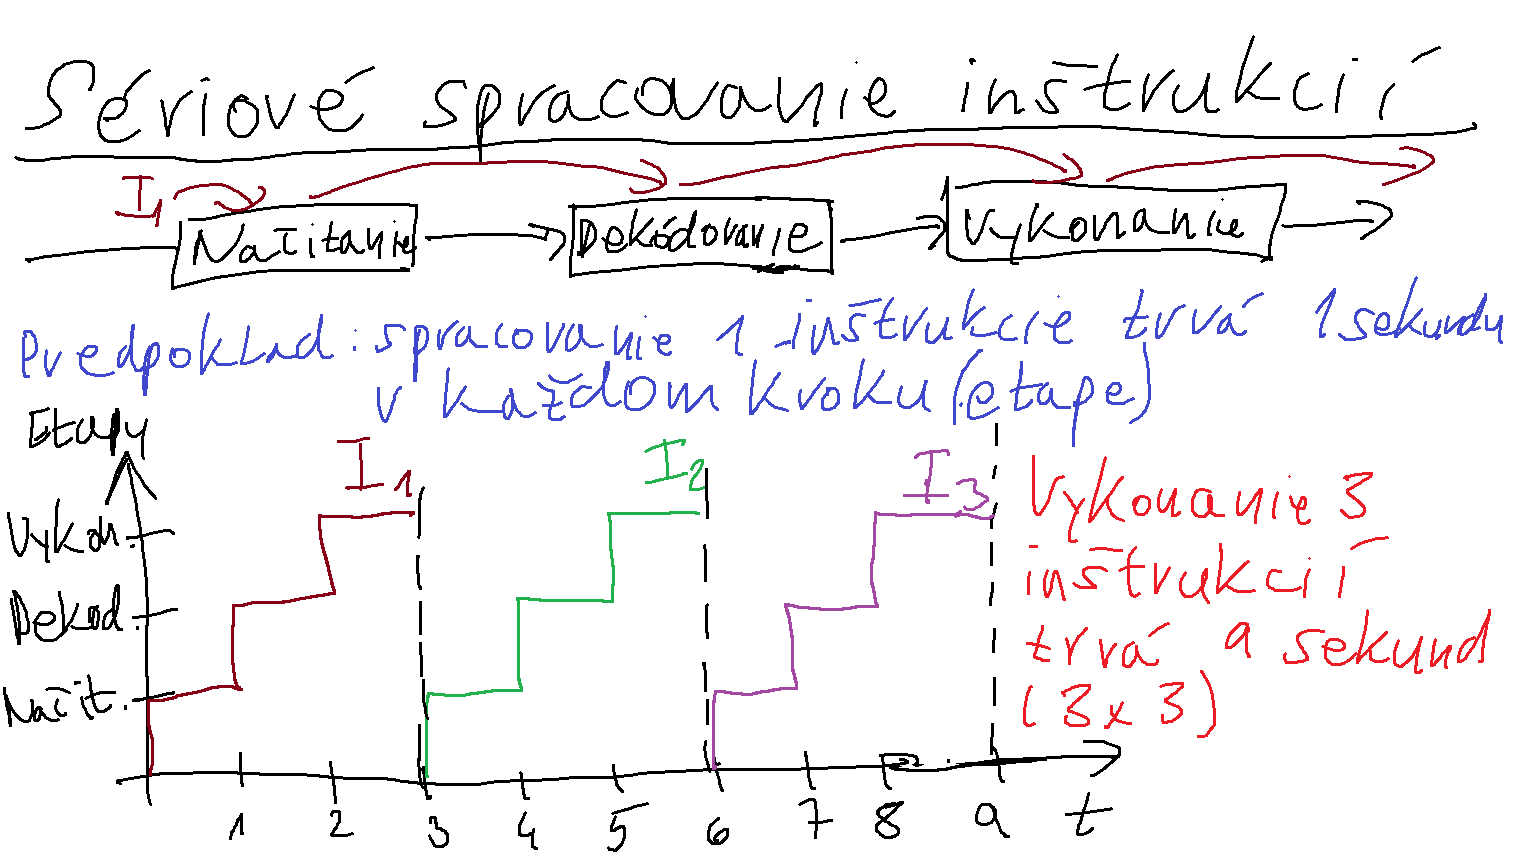 Sériové spracovanie inštrukcií
I1
Načítanie Dekódovanie Vykonanie
Predpoklad: spracovanie 1 inštrukcie trvá 1 sekundu
v každom kroku (etape)
Etapy
I1 I2 I3
Vykon.
Dekód.
Načít.
Vykonanie 3
inštrukcií
trvá 9 sekund
(3x3)
1 2 3 4 5 6 7 8 9 t